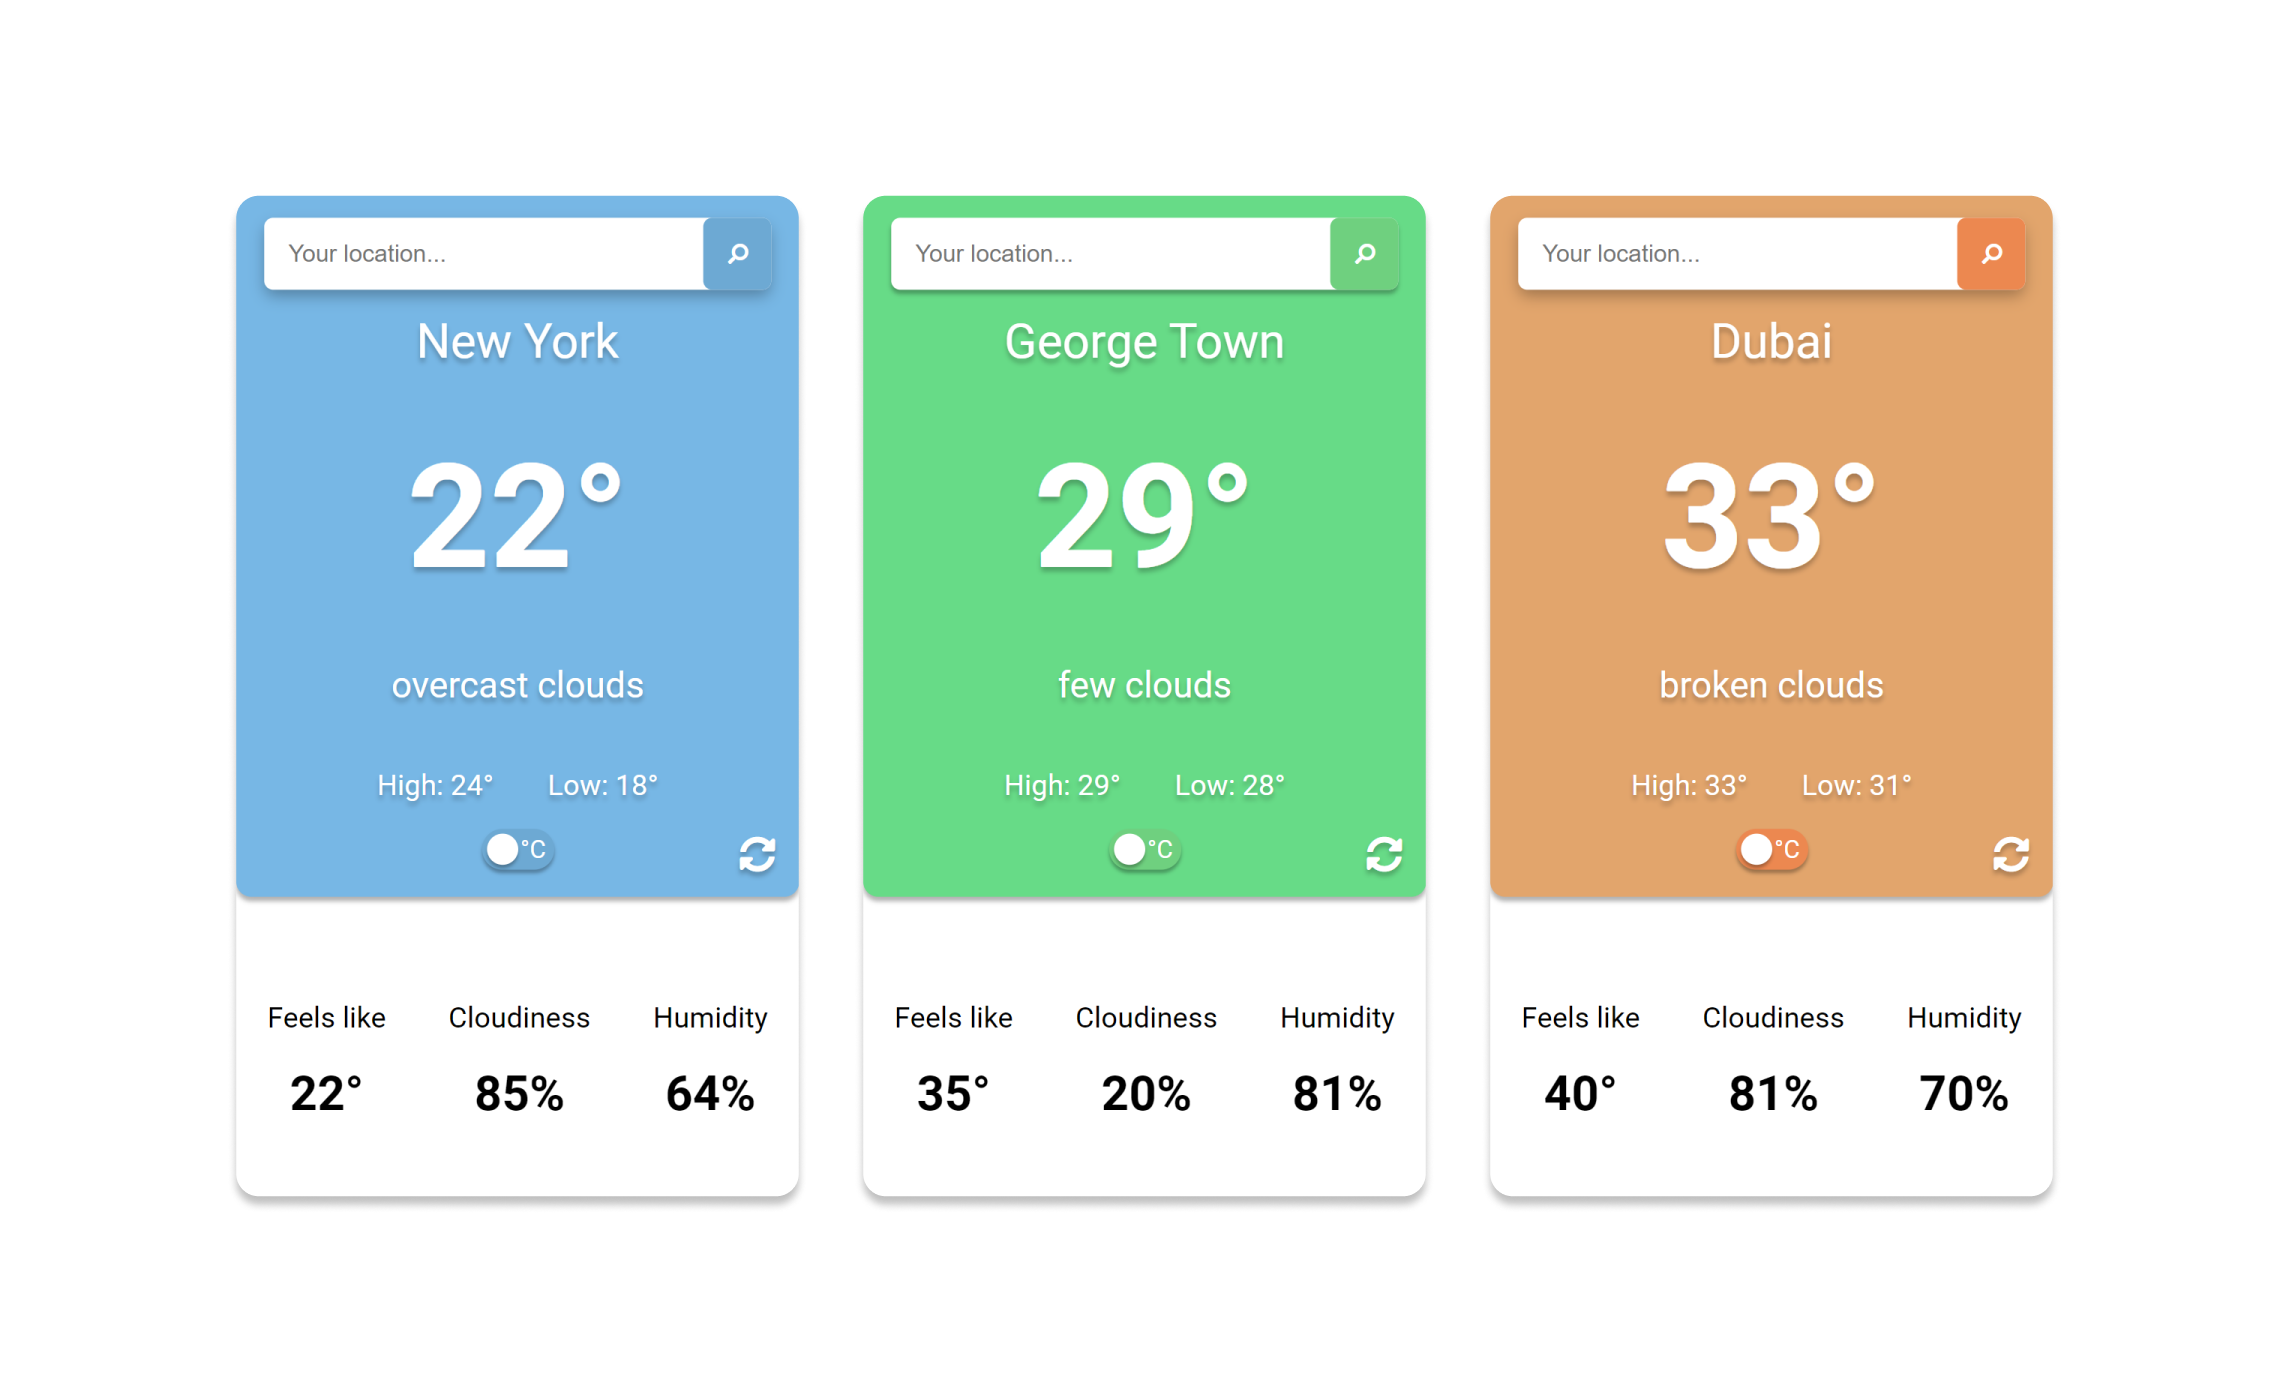 Your location...
New York
22°
overcast clouds
High: 24° Low: 18°
°C
Feels like Cloudiness Humidity
22° 85% 64%
Your location...
George Town
29°
few clouds
High: 29° Low: 28°
°C
Feels like Cloudiness Humidity
35° 20% 81%
Your location...
Dubai
33°
broken clouds
High: 33° Low: 31°
°C
Feels like Cloudiness Humidity
40° 81% 70%